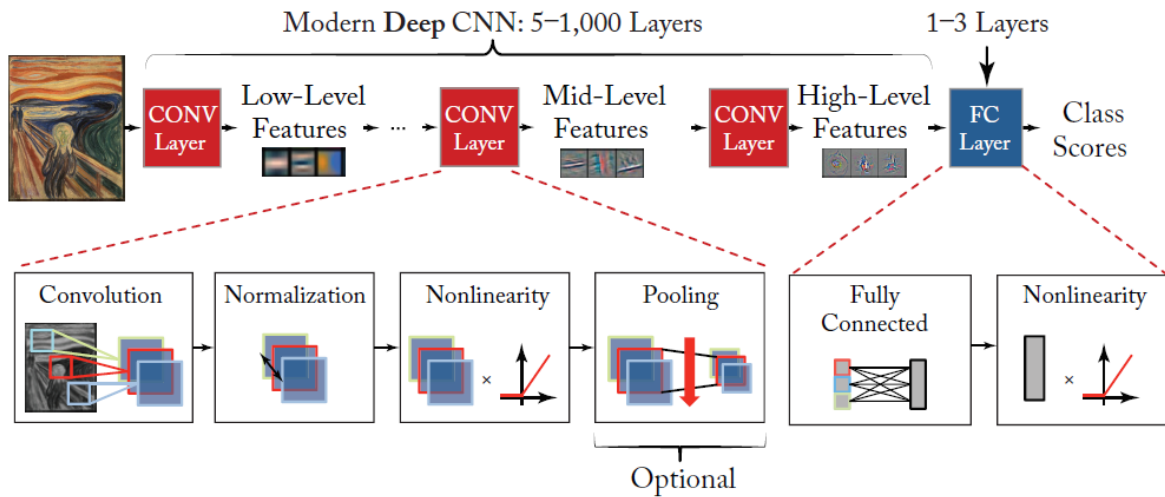 Modern Deep CNN: 5–1,000 Layers
1–3 Layers
CONV
Layer
Low-Level
Features
...
CONV
Layer
Mid-Level
Features
CONV
Layer
High-Level
Features
FC
Layer
Class
Scores
Convolution
Normalization
Nonlinearity
×
Pooling
Optional
Fully
Connected
Nonlinearity
×